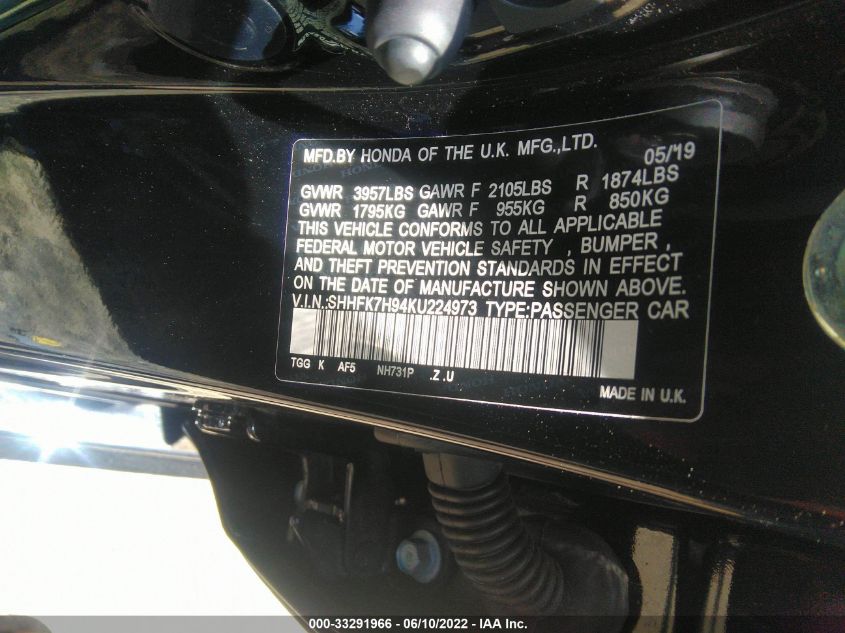 MFD.BY HONDA OF THE U.K. MFG.,LTD. 05/'19
GVWR 3957LBS GAWR F 2105LBS R 1874LBS
GVWR 1795KG GAWR F 955KG R 850KG
THIS VEHICLE CONFORMS TO ALL APPLICABLE
FEDERAL MOTOR VEHICLE SAFETY , BUMPER ,
AND THEFT PREVENTION STANDARDS IN EFFECT
ON THE DATE OF MANUFACTURE SHOWN ABOVE.
V.I.N.:SHHFK7H94KU224973 TYPE:PASSENGER CAR
TGG K AF5 NH731P .Z .U
MADE IN U.K.
000-33291966 - 06/10/2022 - IAA Inc.